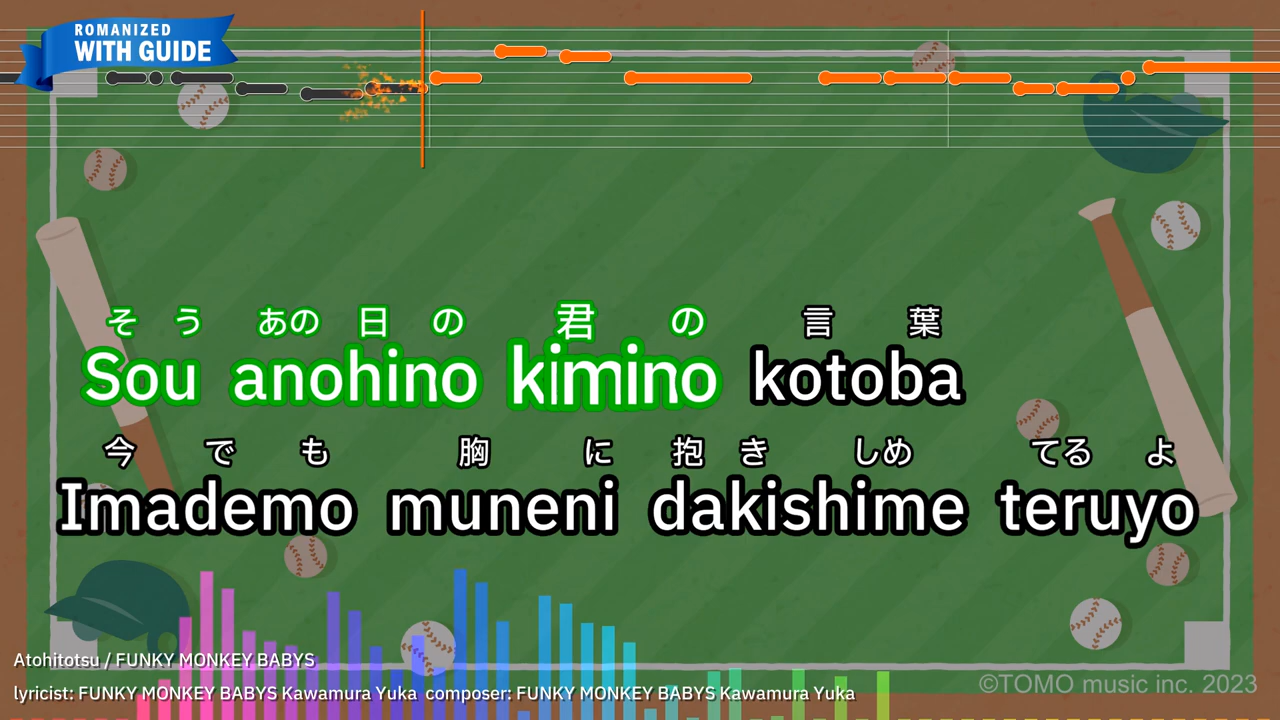 ROMANIZED
WITH GUIDE
そう あの日の 君の 言葉
Sou anohino kimino kotoba
今でも 胸に 抱きしめ てるよ
Imademo muneni dakishime teruyo
Atohitotsu / FUNKY MONKEY BABYS
lyricist: FUNKY MONKEY BABYS Kawamura Yuka composer: FUNKY MONKEY BABYS Kawamura Yuka
©TOMO music inc. 2023